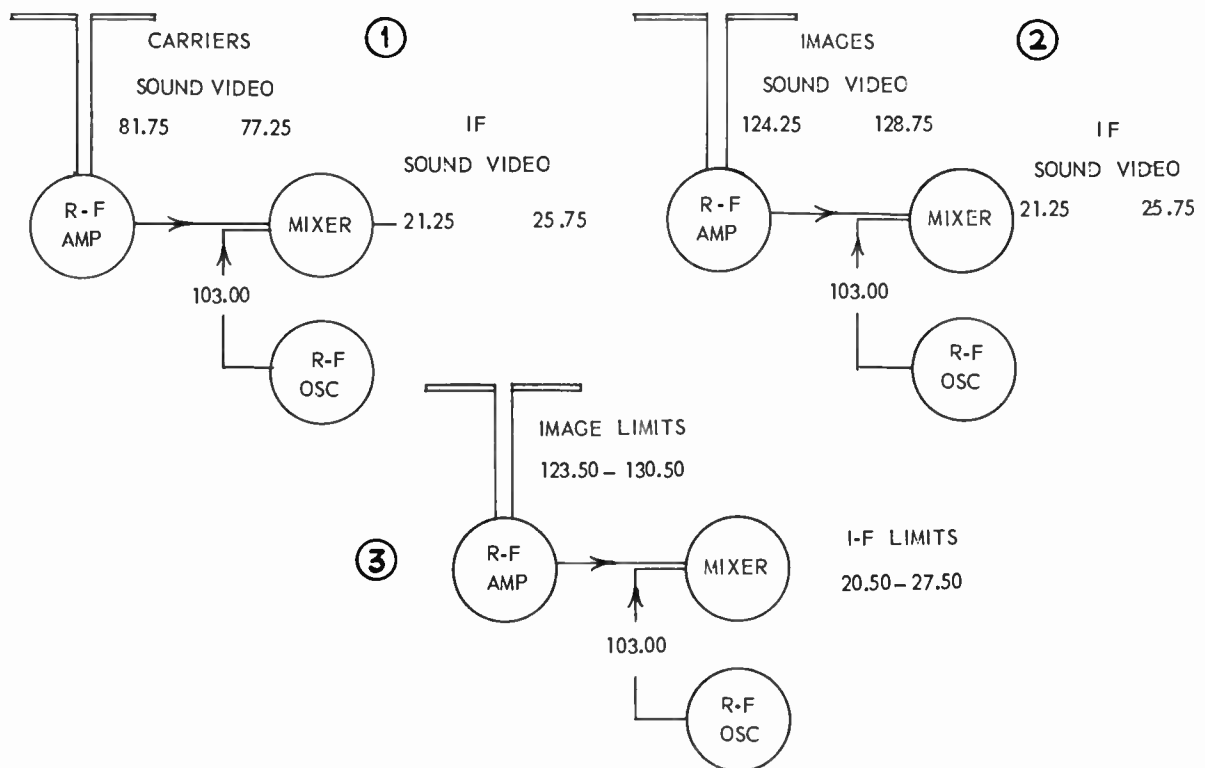 1
CARRIERS
SOUND VIDEO
81.75 77.25
IF
SOUND VIDEO
R-F
AMP
MIXER
21.25 25.75
103.00
R-F
OSC
2
IMAGES
SOUND VIDEO
124.25 128.75
IF
SOUND VIDEO
R-F
AMP
MIXER
21.25 25.75
103.00
R-F
OSC
3
IMAGE LIMITS
123.50 – 130.50
R-F
AMP
MIXER
I-F LIMITS
20.50 – 27.50
103.00
R-F
OSC